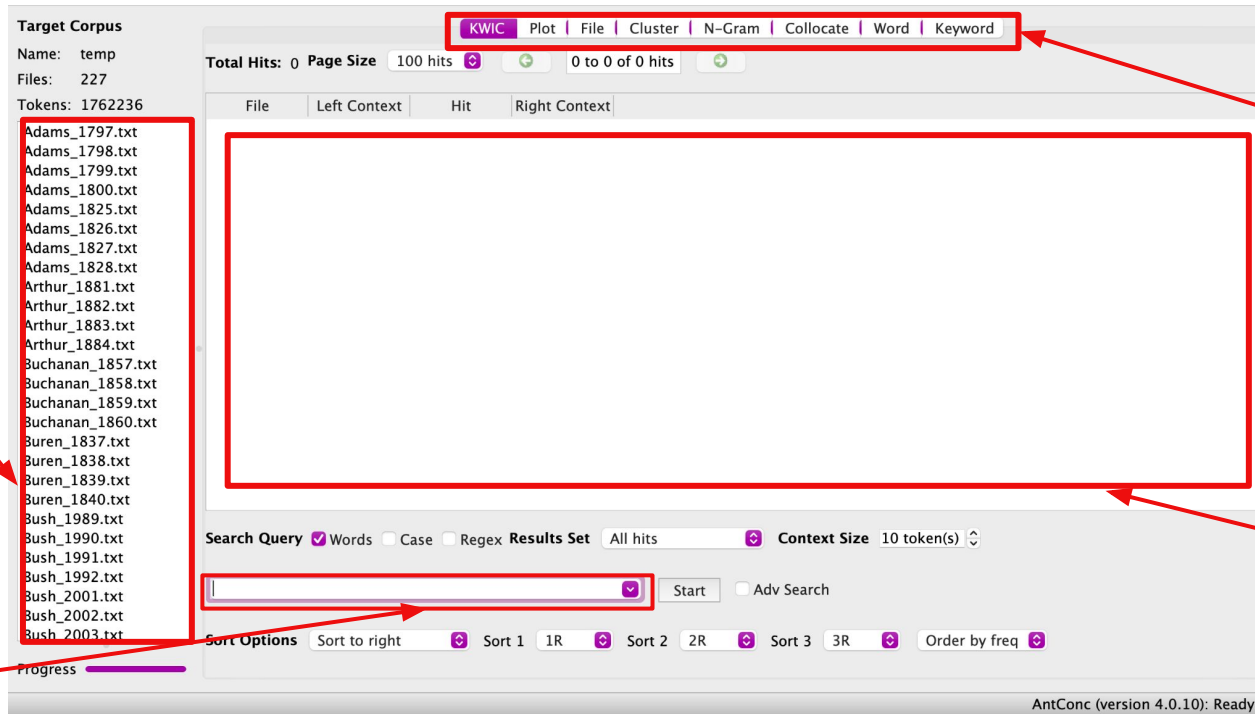 Target Corpus
Name: temp
Files: 227
Tokens: 1762236
Adams_1797.txt
Adams_1798.txt
Adams_1799.txt
Adams_1800.txt
Adams_1825.txt
Adams_1826.txt
Adams_1827.txt
Adams_1828.txt
Arthur_1881.txt
Arthur_1882.txt
Arthur_1883.txt
Arthur_1884.txt
Buchanan_1857.txt
Buchanan_1858.txt
Buchanan_1859.txt
Buchanan_1860.txt
Buren_1837.txt
Buren_1838.txt
Buren_1839.txt
Buren_1840.txt
Bush_1989.txt
Bush_1990.txt
Bush_1991.txt
Bush_1992.txt
Bush_2001.txt
Bush_2002.txt
Bush_2003.txt
Progress
KWIC Plot File Cluster N-Gram Collocate Word Keyword
Total Hits: 0 Page Size 100 hits 0 to 0 of 0 hits
File Left Context Hit Right Context
Search Query Words Case Regex Results Set All hits Context Size 10 token(s)
Start Adv Search
Sort Options Sort to right Sort 1 1R Sort 2 2R Sort 3 3R Order by freq
AntConc (version 4.0.10): Ready